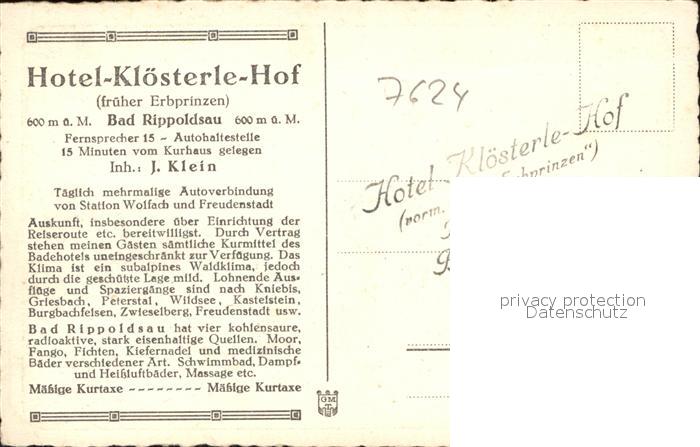 Hotel-Klösterle-Hof
(früher Erbprinzen)
600 m ü. M. Bad Rippoldsau 600 m ü. M.
Fernsprecher 15 - Autohaltestelle
15 Minuten vom Kurhaus gelegen
Inh.: J. Klein
Täglich mehrmalige Autoverbindung
von Station Wolfach und Freudenstadt
Auskunft, insbesondere über Einrichtung der
Reiseroute etc. bereitwilligst. Durch Vertrag
stehen meinen Gästen sämtliche Kurmittel des
Badehotels uneingeschränkt zur Verfügung. Das
Klima ist ein subalpines Waldklima, jedoch
durch die geschützte Lage mild. Lohnende Aus-
flüge und Spaziergänge sind nach Kniebis,
Griesbach, Peterstal, Wildsee, Kastelstein,
Burgbachfelsen, Zwieselberg, Freudenstadt usw.
Bad Rippoldsau hat vier kohlensaure,
radioaktive, stark eisenhaltige Quellen. Moor,
Fango, Fichten, Kiefernadel und medizinische
Bäder verschiedener Art. Schwimmbad, Dampf-
und Heißluftbäder, Massage etc.
Mäßige Kurtaxe -------- Mäßige Kurtaxe
GM
7624
Hotel Klösterle-Hof
(vorm. Erbprinzen")
privacy protection
Datenschutz